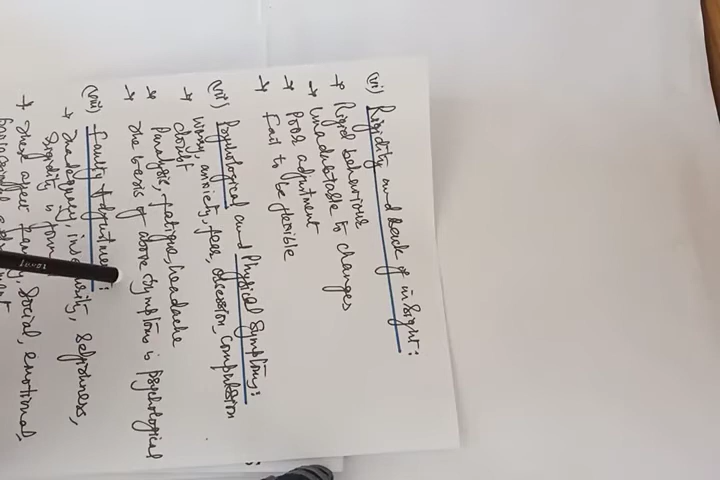 (vi) Rigidity and Lack of insight:
→ Rigid behaviour
→ Unadaptable to changes
→ Poor adjustment
→ Fail to be flexible
(vii) Psychological and Physical Symptoms:
→ worry, anxiety, fear, obsession, compulsion
doubt
→ Paralysis, fatigue, headache
→ The basis of above symptoms is psychological
(viii) Faulty Adjustment:
→ Inadequacy, selfishness,
→ These affect social, emotional,